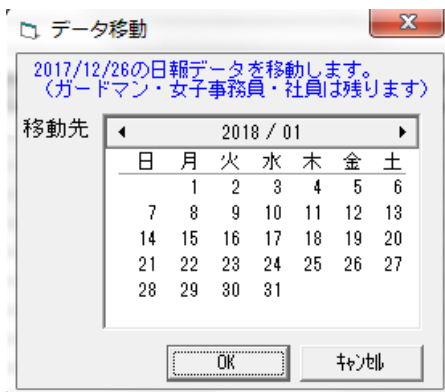 データ移動
2017/12/26の日報データを移動します。
（ガードマン・女子事務員・社員は残ります）
移動先
2018 / 01
日 月 火 水 木 金 土
1 2 3 4 5 6
7 8 9 10 11 12 13
14 15 16 17 18 19 20
21 22 23 24 25 26 27
28 29 30 31
OK キャンセル